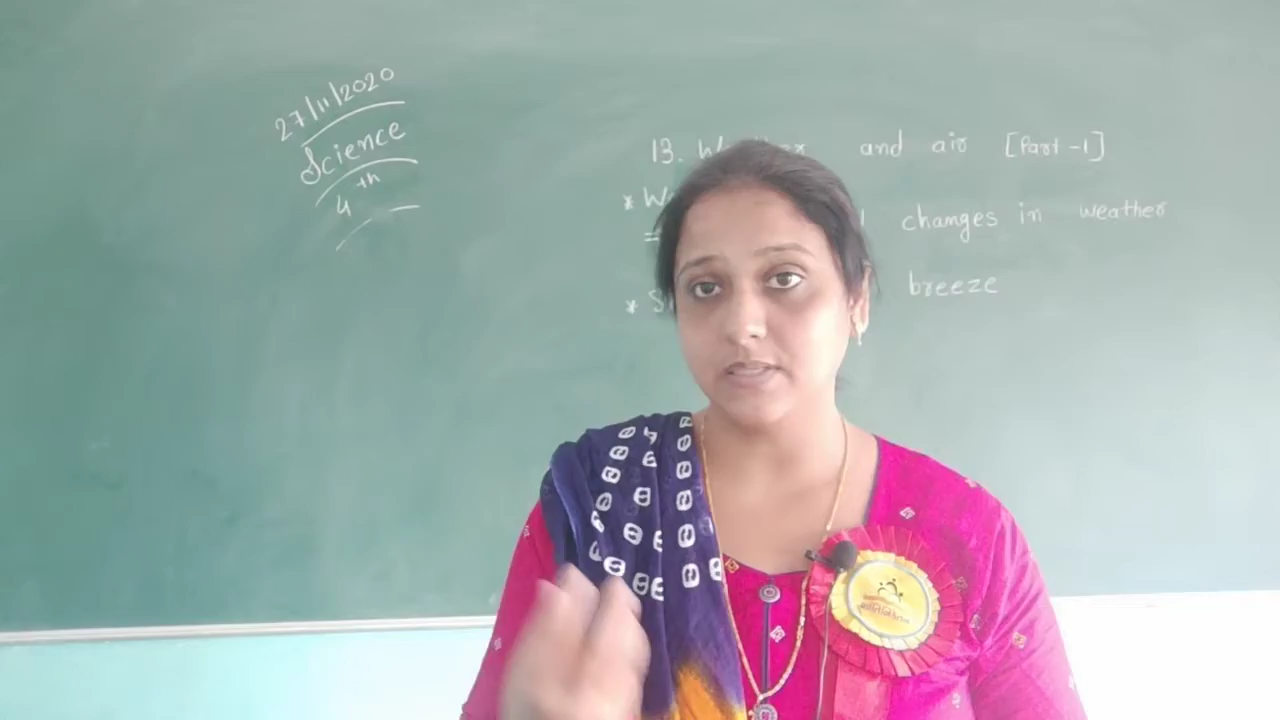 27/11/2020
Science
4th
13. and air [Part-1]
*
= changes in weather
* breeze